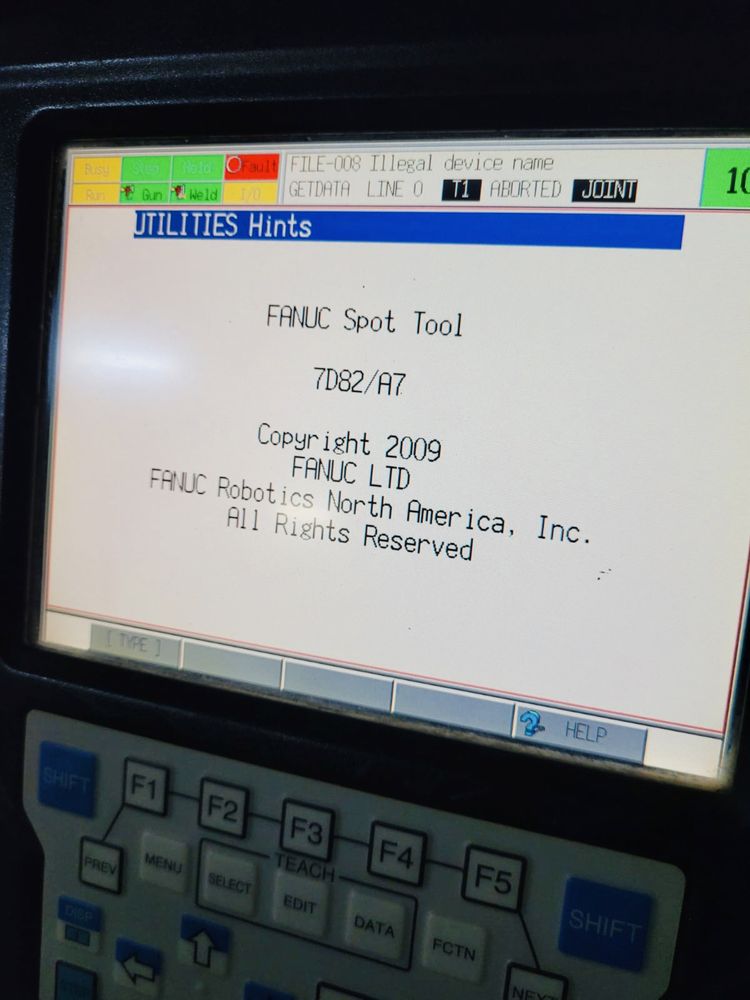 Busy Step Hold Fault FILE-008 Illegal device name
Run Gun Weld I/O GETDATA LINE 0 T1 ABORTED JOINT
10
UTILITIES Hints
FANUC Spot Tool
7D82/A7
Copyright 2009
FANUC LTD
FANUC Robotics North America, Inc.
All Rights Reserved
[ TYPE ]
HELP
SHIFT F1 F2 F3 F4 F5 SHIFT
PREV MENU SELECT EDIT DATA FCTN NEXT
TEACH
DISP